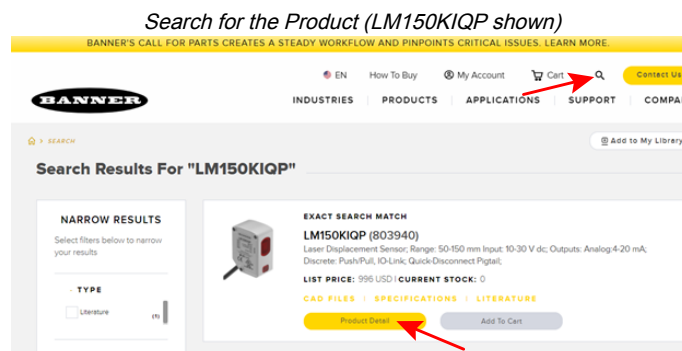 Search for the Product (LM150KIQP shown)
BANNER'S CALL FOR PARTS CREATES A STEADY WORKFLOW AND PINPOINTS CRITICAL ISSUES. LEARN MORE.
EN How To Buy My Account Cart Contact Us
BANNER
INDUSTRIES PRODUCTS APPLICATIONS SUPPORT COMPA
> SEARCH
Add to My Library
Search Results For "LM150KIQP"
NARROW RESULTS
Select filters below to narrow
your results
- TYPE
Literature (1)
EXACT SEARCH MATCH
LM150KIQP (803940)
Laser Displacement Sensor; Range: 50-150 mm Input: 10-30 V dc; Outputs: Analog:4-20 mA;
Discrete: Push/Pull, IO-Link; Quick-Disconnect Pigtail;
LIST PRICE: 996 USD | CURRENT STOCK: 0
CAD FILES | SPECIFICATIONS | LITERATURE
Product Detail Add To Cart